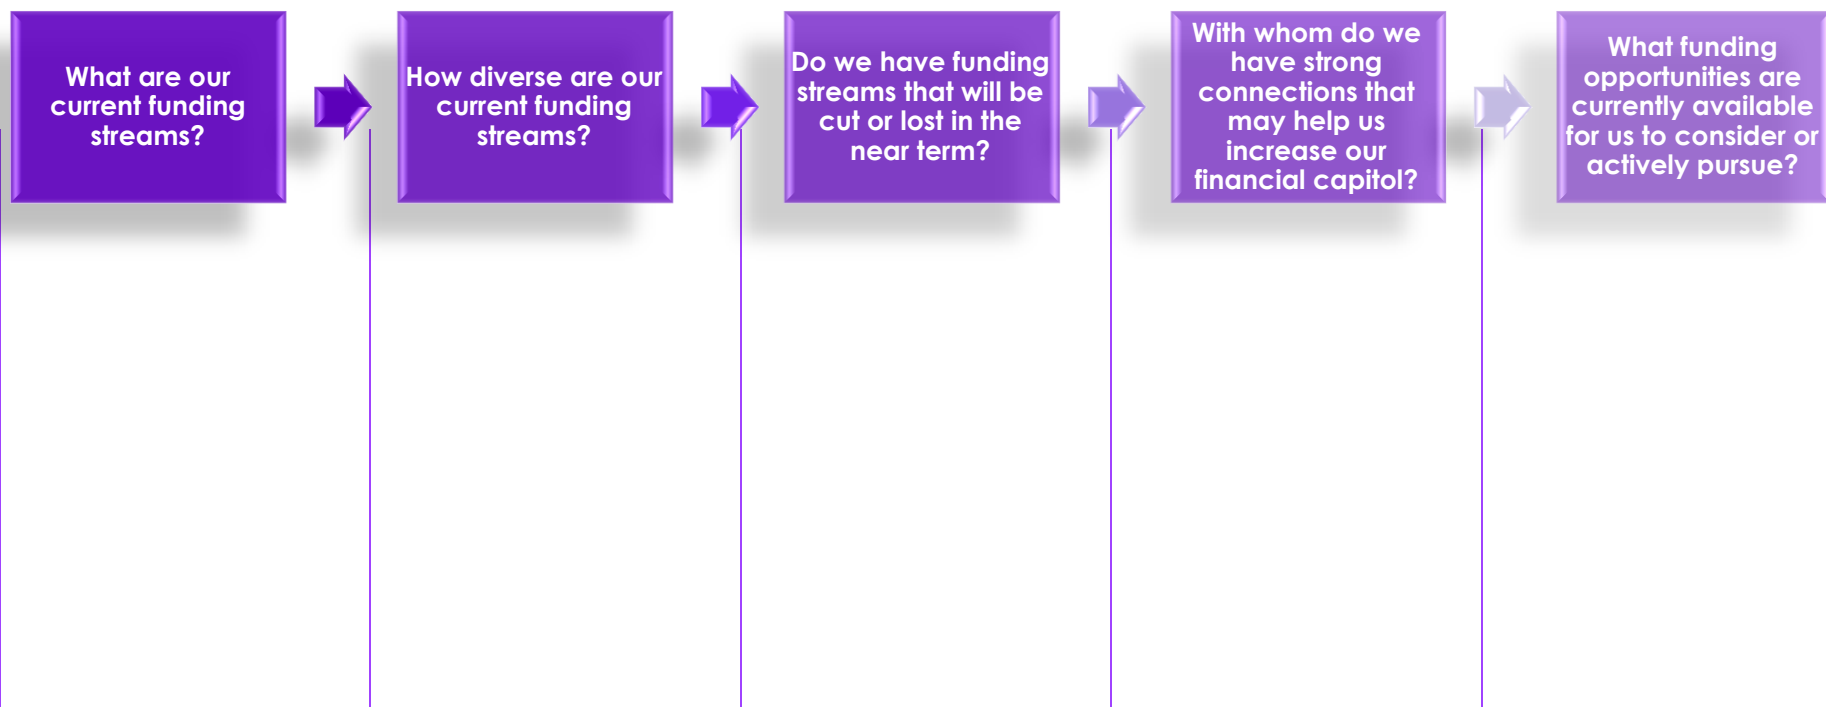 What are our
current funding
streams?
How diverse are our
current funding
streams?
Do we have funding
streams that will be
cut or lost in the
near term?
With whom do we
have strong
connections that
may help us
increase our
financial capitol?
What funding
opportunities are
currently available
for us to consider or
actively pursue?